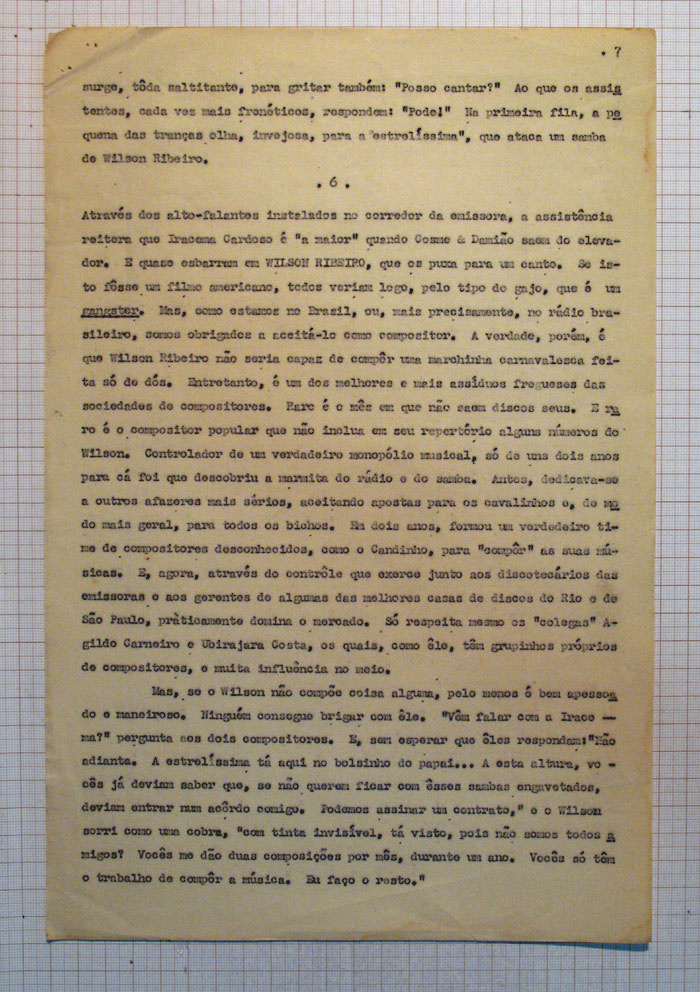 . 7
surge, tôda saltitante, para gritar também: "Posso cantar?" Ao que os assis
tentes, cada vez mais frenéticos, respondem: "Pode!" Na primeira fila, a pe
quena das tranças olha, invejosa, para a "estrelíssima", que ataca um samba
de Wilson Ribeiro.
. 6 .
Através dos alto-falantes instalados no corredor da emissora, a assistência
reitera que Iracema Cardoso é "a maior" quando Cosme & Damião saem do eleva-
dor. E quase esbarram em WILSON RIBEIRO, que os puxa para um canto. Se is-
to fôsse um filme americano, todos veriam logo, pelo tipo do gajo, que é um
gangster. Mas, como estamos no Brasil, ou, mais precisamente, no rádio bra-
sileiro, somos obrigados a aceitá-lo como compositor. A verdade, porém, é
que Wilson Ribeiro não seria capaz de compôr uma marchinha carnavalesca fei-
ta só de dós. Entretanto, é um dos melhores e mais assíduos fregueses das
sociedades de compositores. Raro é o mês em que não saem discos seus. E ra
ro é o compositor popular que não inclua em seu repertório alguns números do
Wilson. Controlador de um verdadeiro monopólio musical, só de uns dois anos
para cá foi que descobriu a marmita do rádio e do samba. Antes, dedicava-se
a outros afazeres mais sérios, aceitando apostas para os cavalinhos e, de mo
do mais geral, para todos os bichos. Em dois anos, formou um verdedeiro ti-
me de compositores desconhecidos, como o Candinho, para "compôr" as suas mú-
sicas. E, agora, através do contrôle que exerce junto aos discotecários das
emissoras e aos gerentes de algumas das melhores casas de discos do Rio e de
São Paulo, pràticamente domina o mercado. Só respeita mesmo os "colegas" A-
gildo Carneiro e Ubirajara Costa, os quais, como êle, têm grupinhos próprios
de compositores, e muita influência no meio.
Mas, se o Wilson não compõe coisa alguma, pelo menos é bem apessoa
do e maneiroso. Ninguém consegue brigar com êle. "Vêm falar com a Irace -
ma?" pergunta aos dois compositores. E, sem esperar que êles respondam:"Não
adianta. A estrelíssima tá aqui no bolsinho do papai... A esta altura, vo -
cês já deviam saber que, se não querem ficar com êsses sambas engavetados,
deviam entrar num acôrdo comigo. Podemos assinar um contrato," e o Wilson
sorri como uma cobra, "com tinta invisível, tá visto, pois não somos todos a
migos? Vocês me dão duas composições por mês, durante um ano. Vocês só têm
o trabalho de compôr a música. Eu faço o resto."